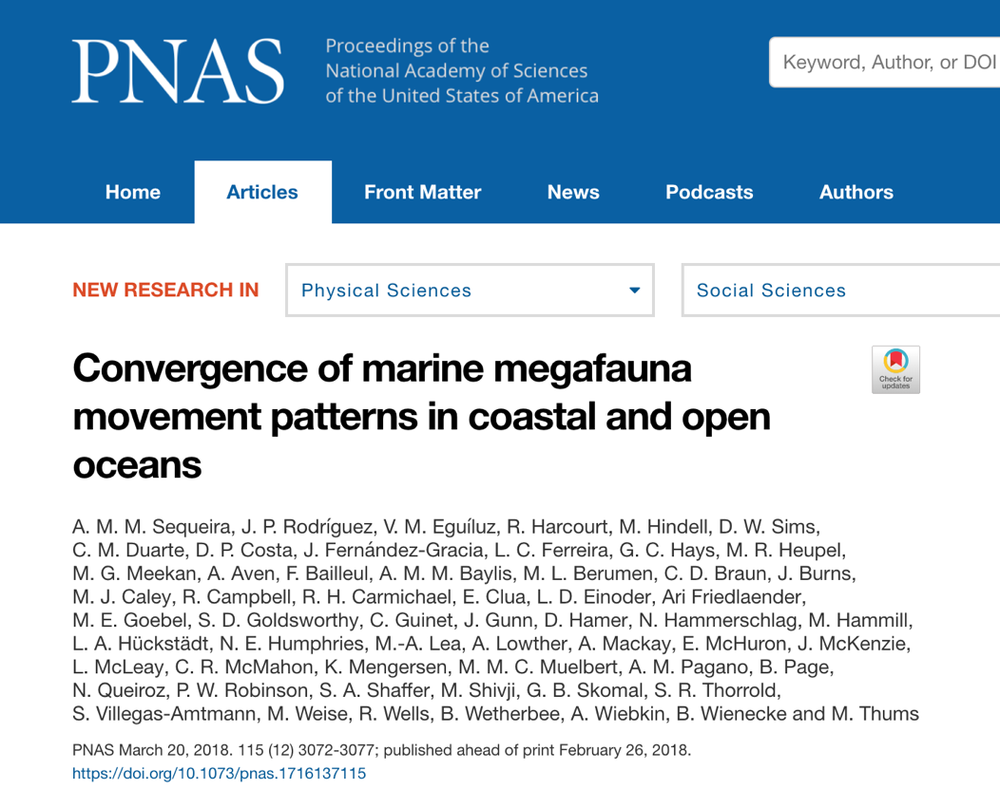 PNAS
Proceedings of the
National Academy of Sciences
of the United States of America
Keyword, Author, or DOI
Home Articles Front Matter News Podcasts Authors
NEW RESEARCH IN Physical Sciences Social Sciences
Convergence of marine megafauna
movement patterns in coastal and open
oceans
Check for
updates
A. M. M. Sequeira, J. P. Rodríguez, V. M. Eguíluz, R. Harcourt, M. Hindell, D. W. Sims,
C. M. Duarte, D. P. Costa, J. Fernández-Gracia, L. C. Ferreira, G. C. Hays, M. R. Heupel,
M. G. Meekan, A. Aven, F. Bailleul, A. M. M. Baylis, M. L. Berumen, C. D. Braun, J. Burns,
M. J. Caley, R. Campbell, R. H. Carmichael, E. Clua, L. D. Einoder, Ari Friedlaender,
M. E. Goebel, S. D. Goldsworthy, C. Guinet, J. Gunn, D. Hamer, N. Hammerschlag, M. Hammill,
L. A. Hückstädt, N. E. Humphries, M.-A. Lea, A. Lowther, A. Mackay, E. McHuron, J. McKenzie,
L. McLeay, C. R. McMahon, K. Mengersen, M. M. C. Muelbert, A. M. Pagano, B. Page,
N. Queiroz, P. W. Robinson, S. A. Shaffer, M. Shivji, G. B. Skomal, S. R. Thorrold,
S. Villegas-Amtmann, M. Weise, R. Wells, B. Wetherbee, A. Wiebkin, B. Wienecke and M. Thums
PNAS March 20, 2018. 115 (12) 3072-3077; published ahead of print February 26, 2018.
https://doi.org/10.1073/pnas.1716137115